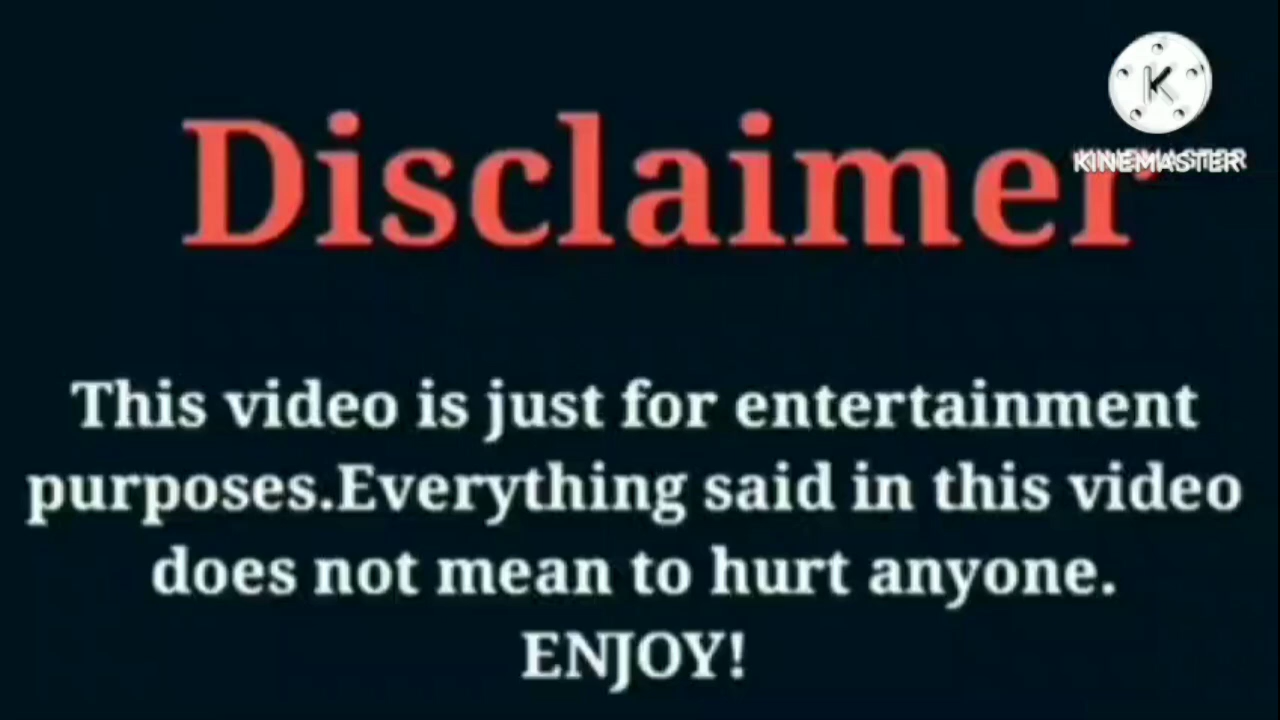 K
KINEMASTER
Disclaimer
This video is just for entertainment
purposes.Everything said in this video
does not mean to hurt anyone.
ENJOY!